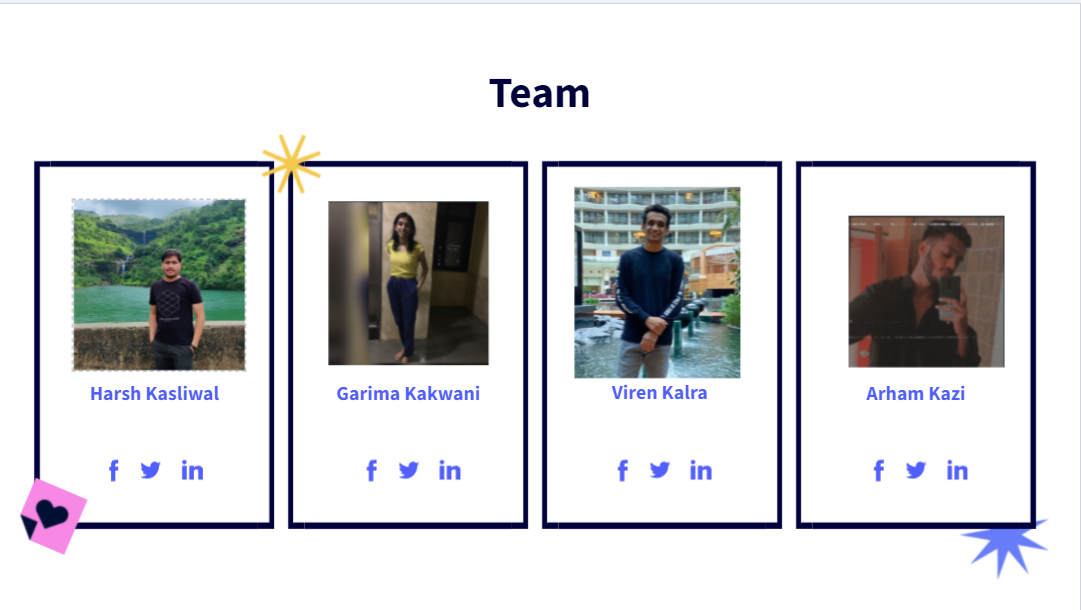 Team
Harsh Kasliwal
Garima Kakwani
Viren Kalra
Arham Kazi